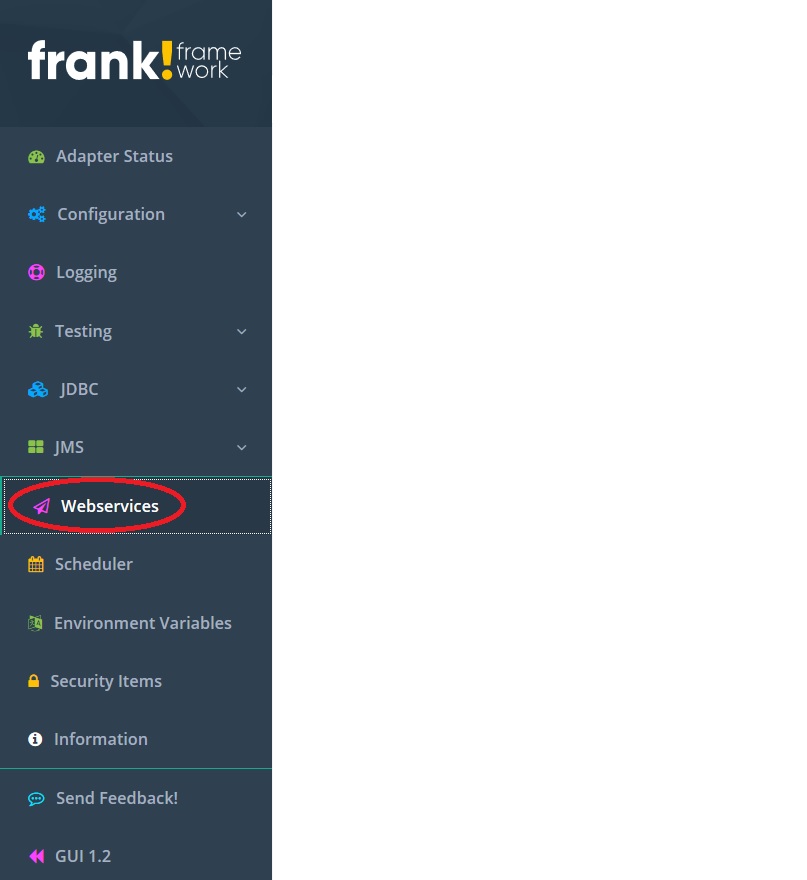 frank!frame
work
Adapter Status
Configuration
Logging
Testing
JDBC
JMS
Webservices
Scheduler
Environment Variables
Security Items
Information
Send Feedback!
GUI 1.2